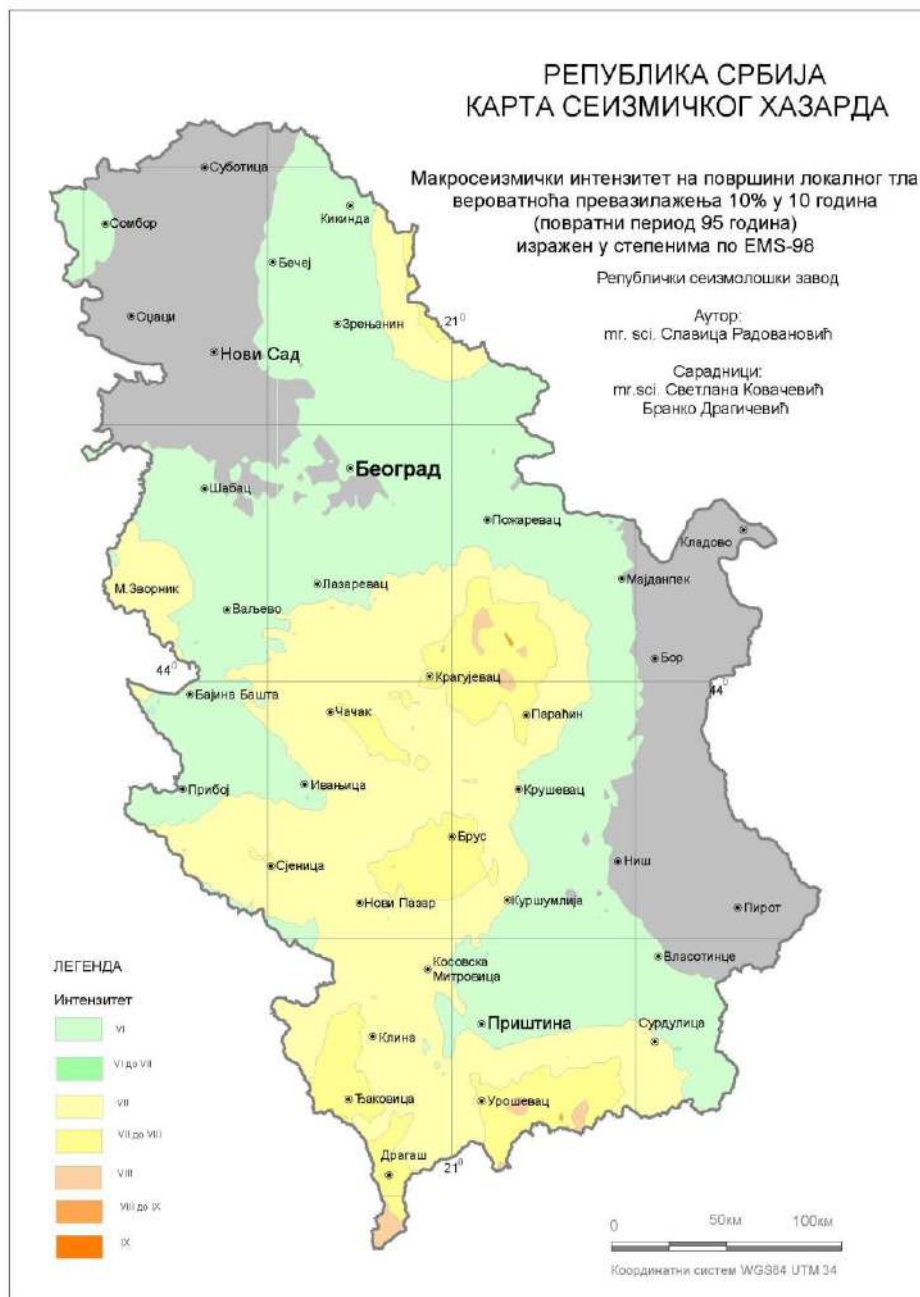 РЕПУБЛИКА СРБИЈА
КАРТА СЕИЗМИЧКОГ ХАЗАРДА
Макросеизмички интензитет на површини локалног тла
вероватноћа превазилажења 10% у 10 година
(повратни период 95 година)
изражен у степенима по EMS-98
Републички сеизмолошки завод
Аутор:
mr. sci. Славица Радовановић
Сарадници:
mr.sci. Светлана Ковачевић
Бранко Драгичевић
Суботица
Кикинда
Сомбор
Бечеј
Оџаци
Зрењанин
21⁰
Нови Сад
Београд
Шабац
Пожаревац
Кладово
Мајданпек
М.Зворник
Лазаревац
Ваљево
Бор
44⁰
Крагујевац
44⁰
Бајина Башта
Чачак
Параћин
Прибој
Ивањица
Крушевац
Брус
Сјеница
Ниш
Нови Пазар
Куршумлија
Пирот
Власотинце
Косовска
Митровица
Приштина
Сурдулица
Клина
Ђаковица
Урошевац
Драгаш
21⁰
ЛЕГЕНДА
Интензитет
VI
VI до VII
VII
VII до VIII
VIII
VIII до IX
IX
0 50км 100км
Координатни систем WGS84 UTM 34